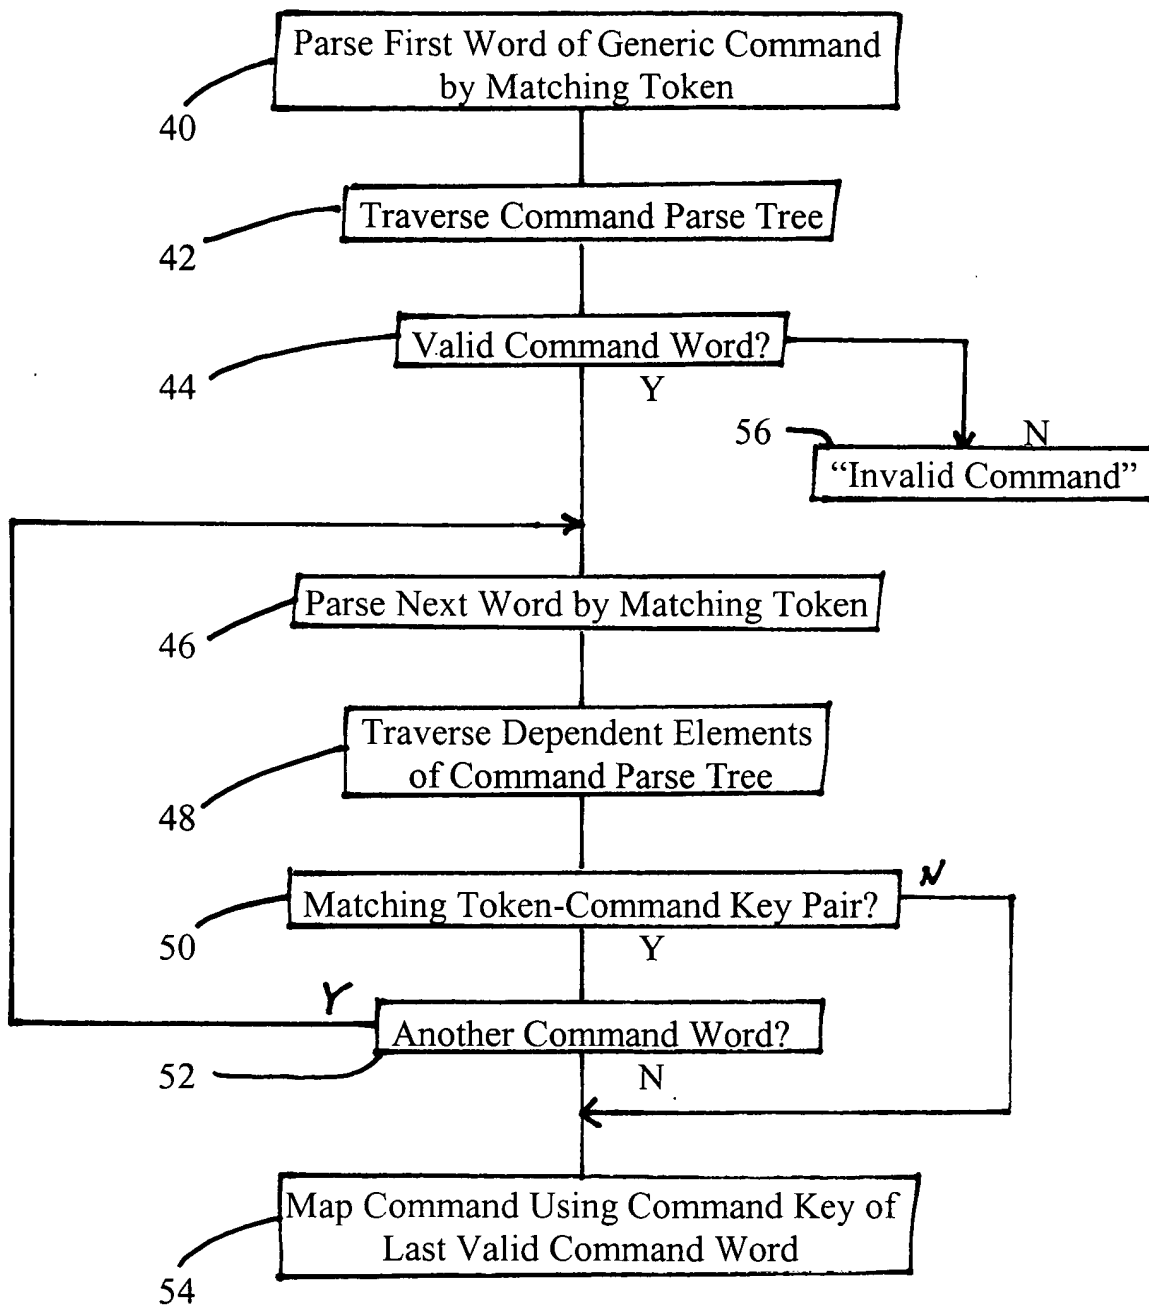 Parse First Word of Generic Command
by Matching Token
40
Traverse Command Parse Tree
42
Valid Command Word?
44
Y
56
N
“Invalid Command”
Parse Next Word by Matching Token
46
Traverse Dependent Elements
of Command Parse Tree
48
N
Matching Token-Command Key Pair?
50
Y
Y
Another Command Word?
52
N
Map Command Using Command Key of
Last Valid Command Word
54